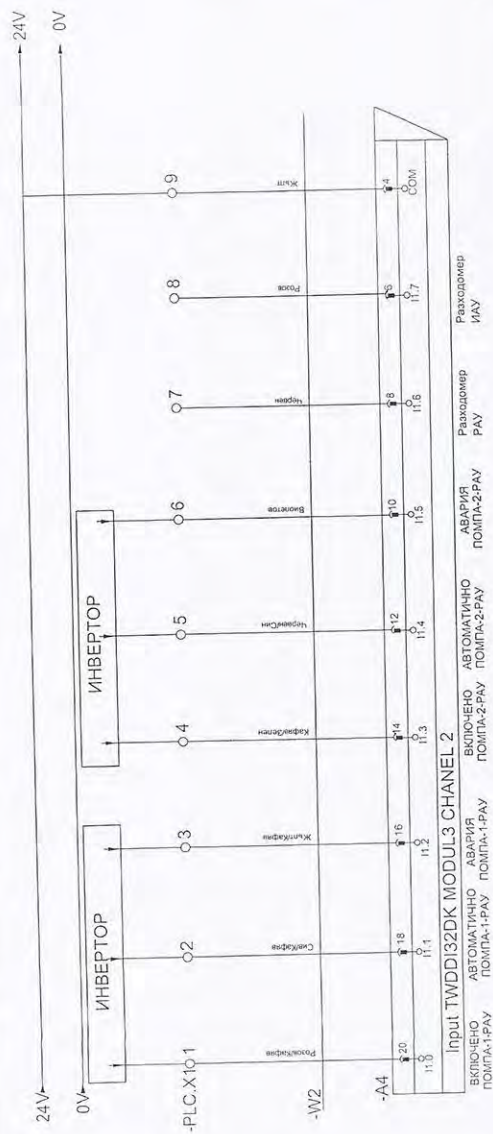 24V
24V
0V
0V
ИНВЕРТОР
ИНВЕРТОР
-PLC.X1
1
2
3
4
5
6
7
8
9
Розов/Кафяв
Син/Кафяв
Жълт/Кафяв
Кафяв/Зелен
Червен/Син
Виолетов
Червен
Розов
Жълт
-W2
-A4
20
18
16
14
12
10
8
6
4
I1.0
I1.1
I1.2
I1.3
I1.4
I1.5
I1.6
I1.7
COM
Input TWDDI32DK MODUL3 CHANEL 2
ВКЛЮЧЕНО
ПОМПА-1-РАУ
АВТОМАТИЧНО
ПОМПА-1-РАУ
АВАРИЯ
ПОМПА-1-РАУ
ВКЛЮЧЕНО
ПОМПА-2-РАУ
АВТОМАТИЧНО
ПОМПА-2-РАУ
АВАРИЯ
ПОМПА-2-РАУ
Разходомер
РАУ
Разходомер
ИАУ